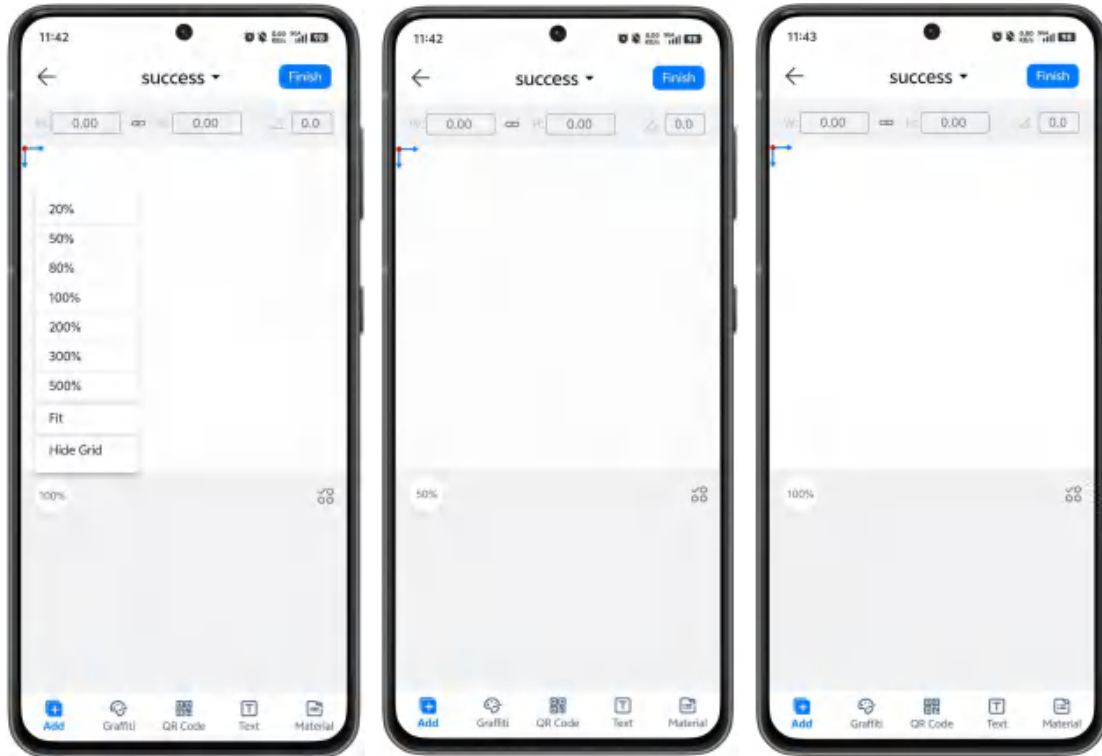 11:42
success
Finish
0.00
0.00
0.0
20%
50%
80%
100%
200%
300%
500%
Fit
Hide Grid
100%
Add
Graffiti
QR Code
Text
Material
11:42
success
Finish
W:
0.00
H:
0.00
0.0
50%
Add
Graffiti
QR Code
Text
Material
11:43
success
Finish
W:
0.00
H:
0.00
0.0
100%
Add
Graffiti
QR Code
Text
Material